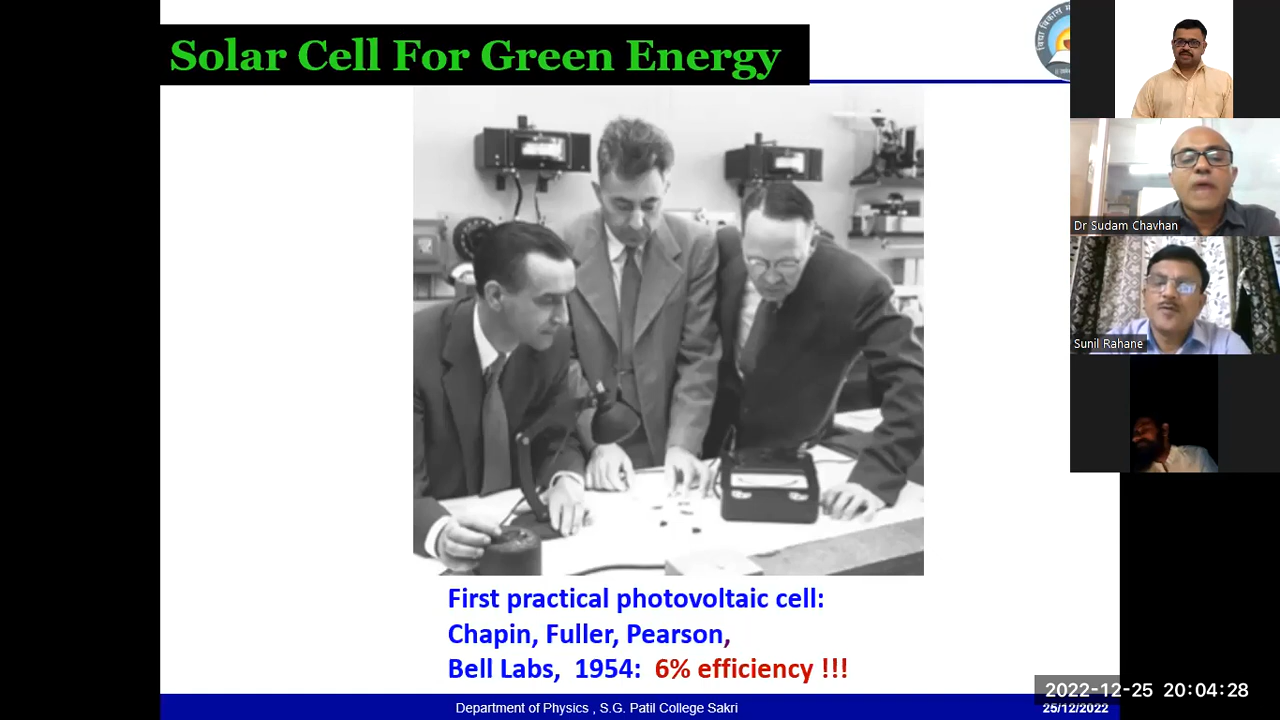 Solar Cell For Green Energy
Dr Sudam Chavhan
Sunil Rahane
First practical photovoltaic cell:
Chapin, Fuller, Pearson,
Bell Labs, 1954: 6% efficiency !!!
2022-12-25 20:04:28
Department of Physics , S.G. Patil College Sakri
25/12/2022